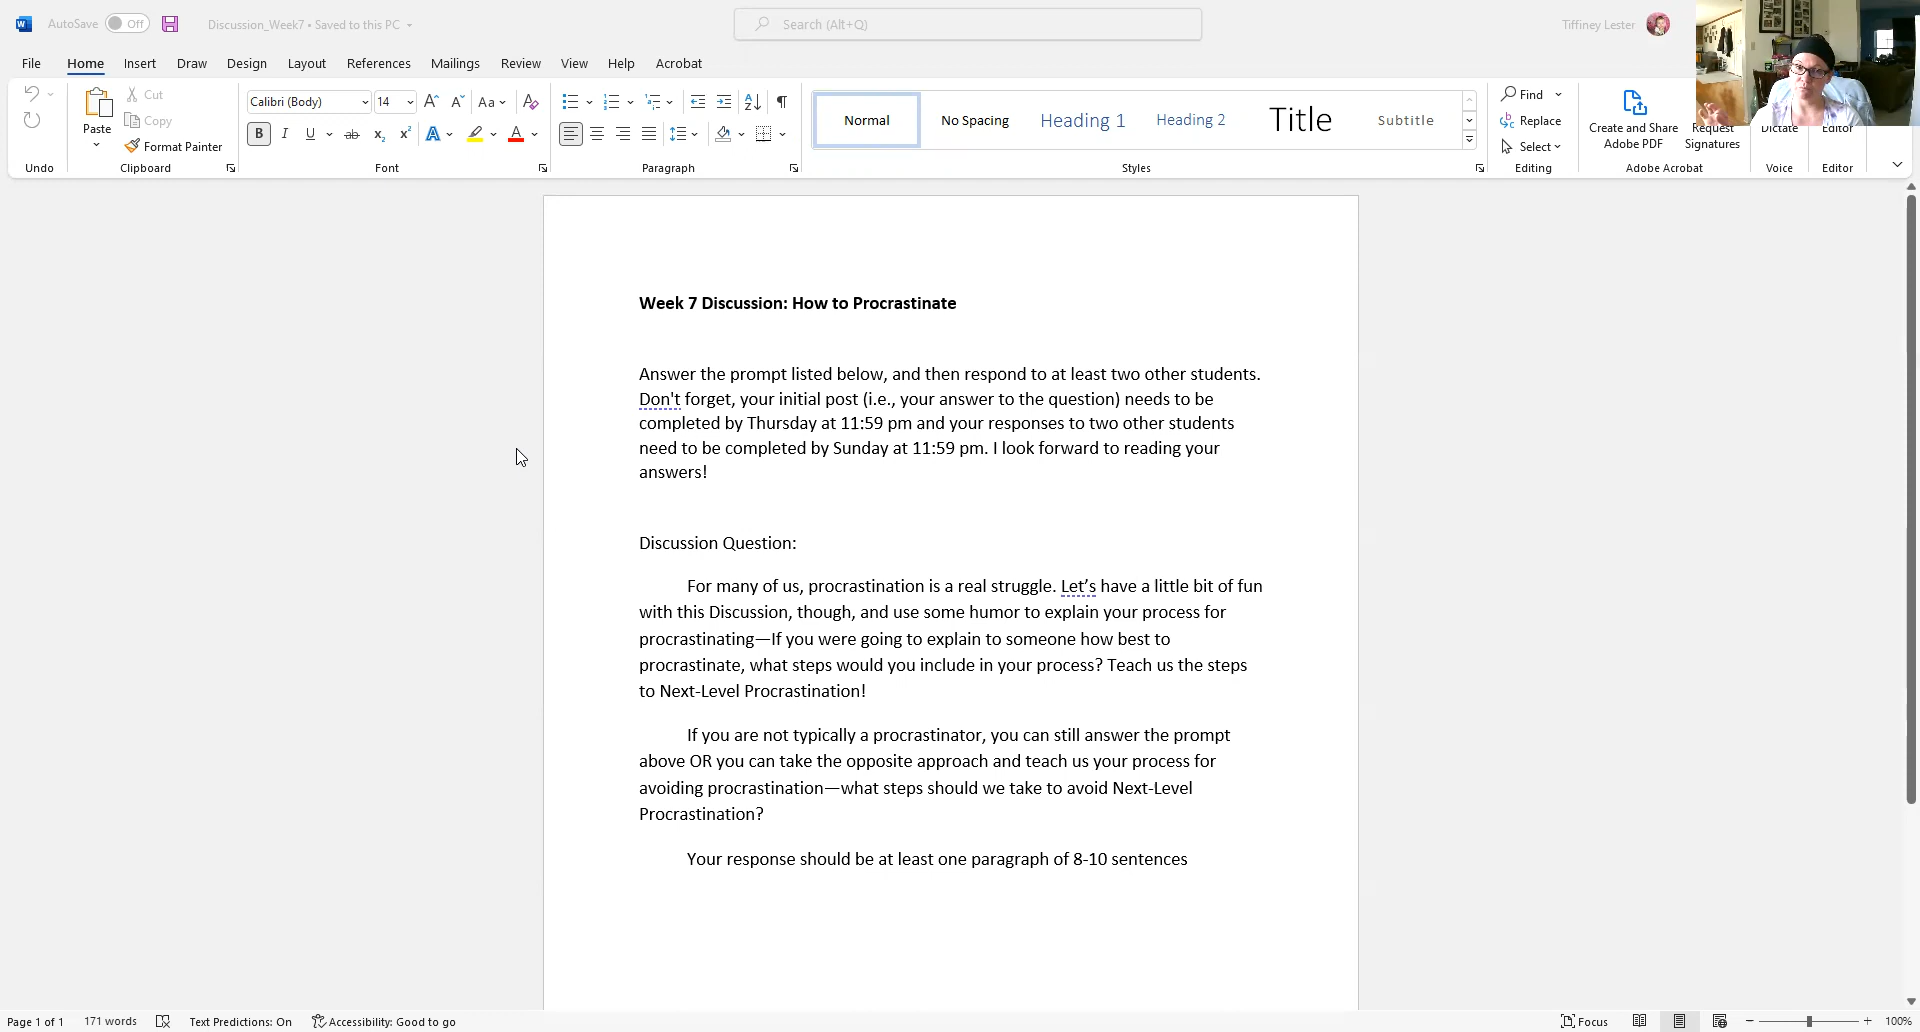 AutoSave Off Discussion_Week7 • Saved to this PC Search (Alt+Q) Tiffiney Lester
File Home Insert Draw Design Layout References Mailings Review View Help Acrobat
Calibri (Body) 14 Aa
Paste Cut Copy Format Painter
B I U ab x₂ x² A A
Normal No Spacing Heading 1 Heading 2 Title Subtitle
Find Replace Select
Create and Share Adobe PDF
Request Signatures
Dictate
Editor
Undo Clipboard Font Paragraph Styles Editing Adobe Acrobat Voice Editor
Week 7 Discussion: How to Procrastinate
Answer the prompt listed below, and then respond to at least two other students.
Don't forget, your initial post (i.e., your answer to the question) needs to be
completed by Thursday at 11:59 pm and your responses to two other students
need to be completed by Sunday at 11:59 pm. I look forward to reading your
answers!
Discussion Question:
For many of us, procrastination is a real struggle. Let’s have a little bit of fun
with this Discussion, though, and use some humor to explain your process for
procrastinating—If you were going to explain to someone how best to
procrastinate, what steps would you include in your process? Teach us the steps
to Next-Level Procrastination!
If you are not typically a procrastinator, you can still answer the prompt
above OR you can take the opposite approach and teach us your process for
avoiding procrastination—what steps should we take to avoid Next-Level
Procrastination?
Your response should be at least one paragraph of 8-10 sentences
Page 1 of 1 171 words Text Predictions: On Accessibility: Good to go Focus 100%